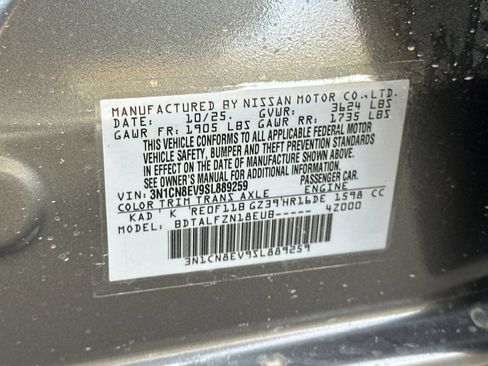 MANUFACTURED BY NISSAN MOTOR CO., LTD.
DATE: 10/25. GVWR: 3624 LBS
GAWR FR: 1905 LBS GAWR RR: 1735 LBS
THIS VEHICLE CONFORMS TO ALL APPLICABLE FEDERAL MOTOR
VEHICLE SAFETY, BUMPER AND THEFT PREVENTION STANDARDS
IN EFFECT ON THE DATE OF MANUFACTURE SHOWN ABOVE.
SEE OWNER'S MANUAL FOR ADDITIONAL INFORMATION.
VIN: 3N1CN8EV9SL889259 PASSENGER CAR
COLOR TRIM TRANS AXLE ENGINE
KAD K RE0F11B GZ39 HR16DE 1598 CC
MODEL: BDTALFZN18EUB----- 4Z000
3N1CN8EV9SL889259